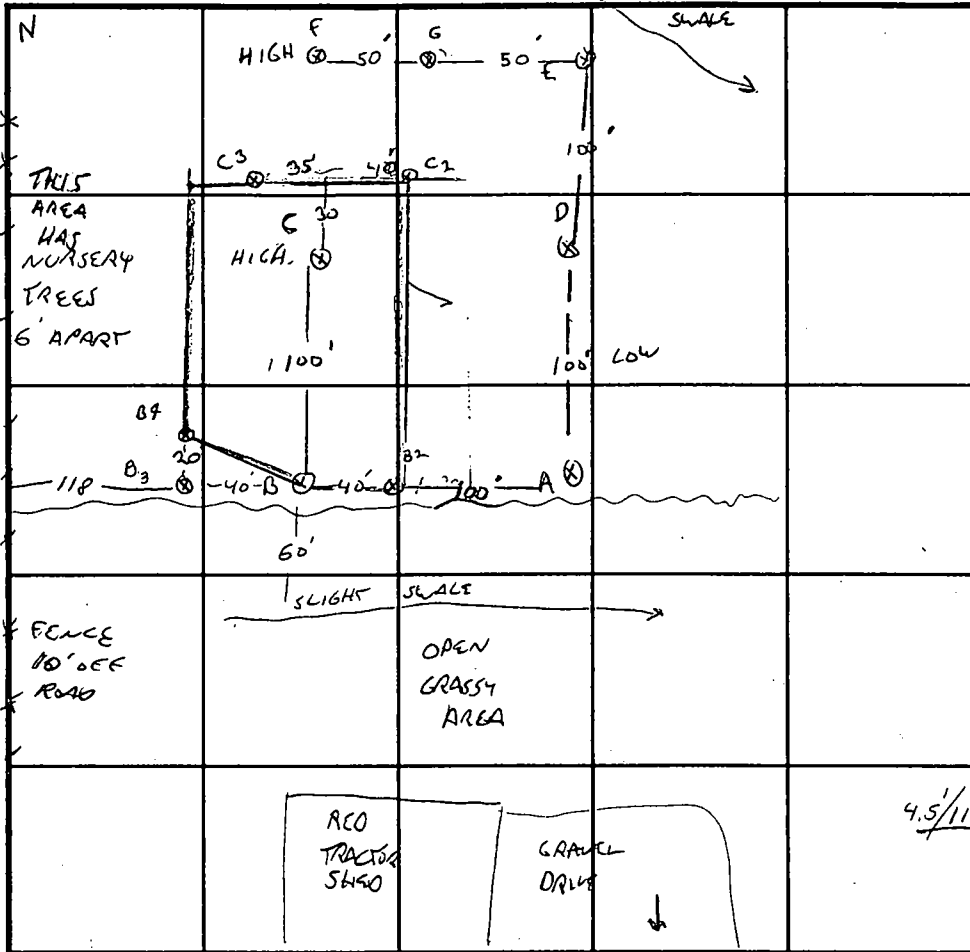 N
SWALE
F
G
HIGH
50'
50'
E
100'
C3
35
40'
C2
THIS
AREA
HAS
NURSERY
TREES
6' APART
C
30
HIGH.
D
100'
100'
LOW
B4
20
118
B3
40'
B
40'
B2
100'
A
60'
SLIGHT SWALE
FENCE
10' OFF
ROAD
OPEN
GRASSY
AREA
RED
TRACTOR
SHED
GRAVEL
DRIVE
4.5'/11